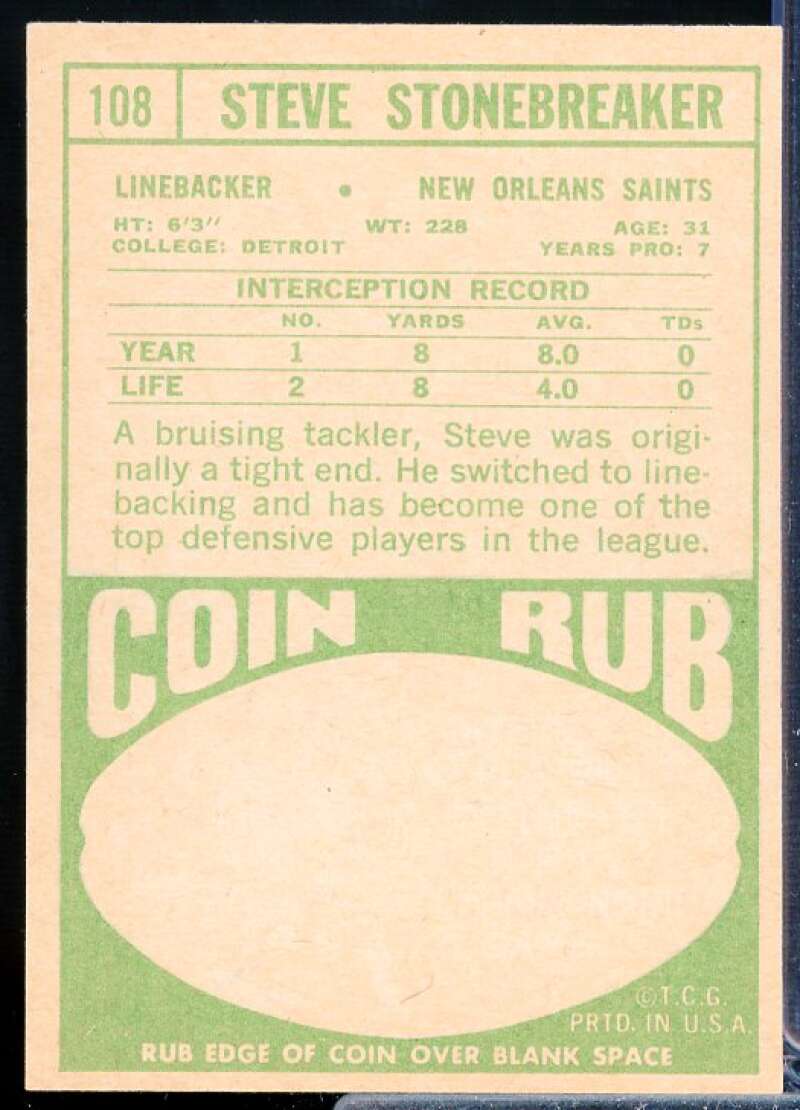 108 STEVE STONEBREAKER
LINEBACKER • NEW ORLEANS SAINTS
HT: 6'3" WT: 228 AGE: 31
COLLEGE: DETROIT YEARS PRO: 7
INTERCEPTION RECORD
NO. YARDS AVG. TDs
YEAR 1 8 8.0 0
LIFE 2 8 4.0 0
A bruising tackler, Steve was origi-
nally a tight end. He switched to line-
backing and has become one of the
top defensive players in the league.
COIN RUB
©T.C.G.
PRTD. IN U.S.A.
RUB EDGE OF COIN OVER BLANK SPACE